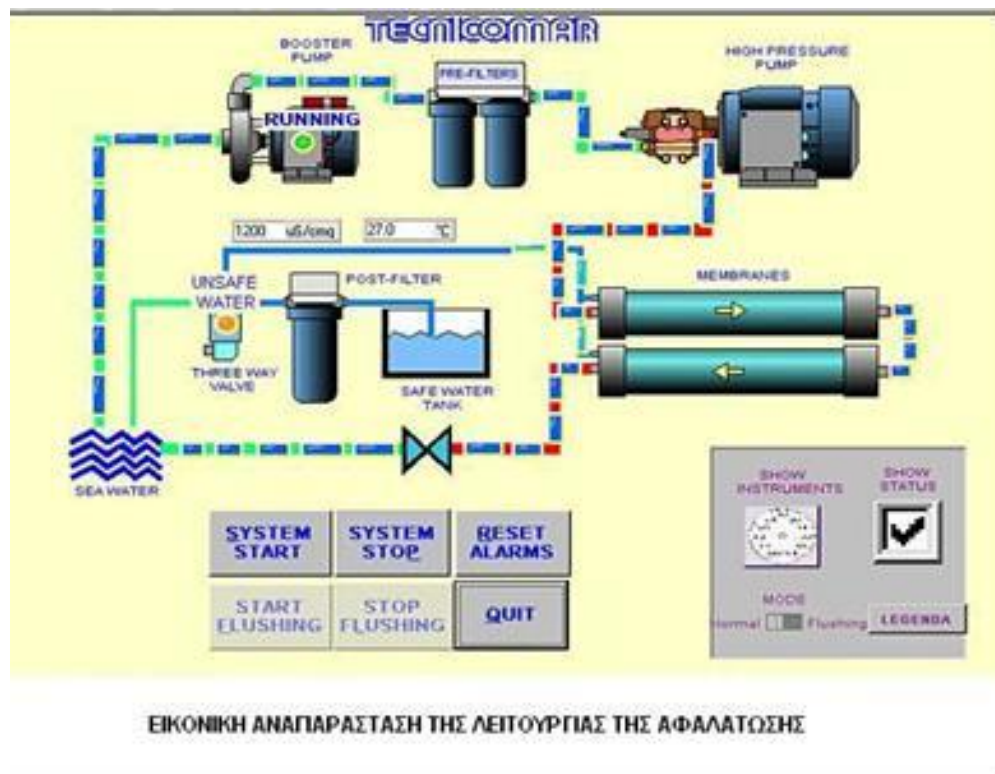 TECNICOMAR
BOOSTER
PUMP
PRE-FILTERS
HIGH PRESSURE
PUMP
RUNNING
1200 uS/cmq
27.0 °C
UNSAFE
WATER
POST-FILTER
MEMBRANES
THREE WAY
VALVE
SAFE WATER
TANK
SEA WATER
SHOW
INSTRUMENTS
SHOW
STATUS
SYSTEM
START
SYSTEM
STOP
RESET
ALARMS
START
FLUSHING
STOP
FLUSHING
QUIT
MODE
Normal
Flushing
LEGENDA
ΕΙΚΟΝΙΚΗ ΑΝΑΠΑΡΑΣΤΑΣΗ ΤΗΣ ΛΕΙΤΟΥΡΓΙΑΣ ΤΗΣ ΑΦΑΛΑΤΩΣΗΣ